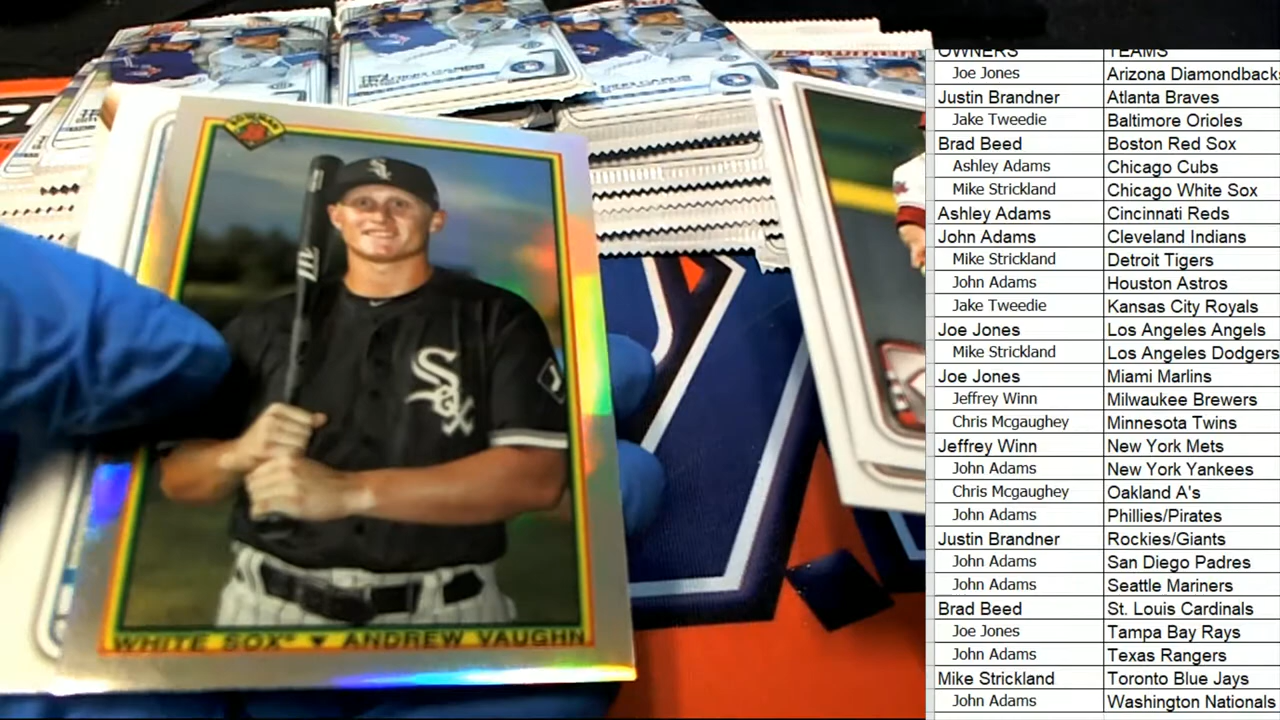 BOWMAN
Sox
WHITE SOX ▼ ANDREW VAUGHN
OWNERS TEAMS
Joe Jones Arizona Diamondback
Justin Brandner Atlanta Braves
Jake Tweedie Baltimore Orioles
Brad Beed Boston Red Sox
Ashley Adams Chicago Cubs
Mike Strickland Chicago White Sox
Ashley Adams Cincinnati Reds
John Adams Cleveland Indians
Mike Strickland Detroit Tigers
John Adams Houston Astros
Jake Tweedie Kansas City Royals
Joe Jones Los Angeles Angels
Mike Strickland Los Angeles Dodgers
Joe Jones Miami Marlins
Jeffrey Winn Milwaukee Brewers
Chris Mcgaughey Minnesota Twins
Jeffrey Winn New York Mets
John Adams New York Yankees
Chris Mcgaughey Oakland A's
John Adams Phillies/Pirates
Justin Brandner Rockies/Giants
John Adams San Diego Padres
John Adams Seattle Mariners
Brad Beed St. Louis Cardinals
Joe Jones Tampa Bay Rays
John Adams Texas Rangers
Mike Strickland Toronto Blue Jays
John Adams Washington Nationals